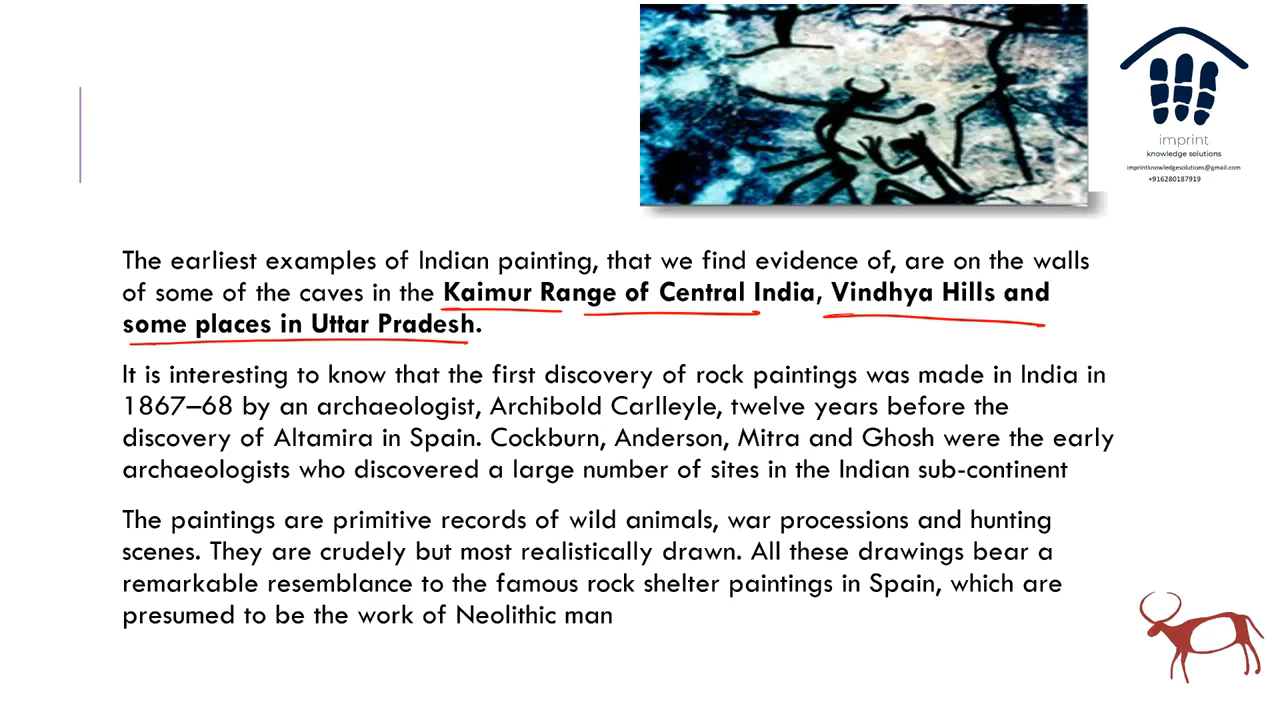 imprint
knowledge solutions
imprintknowledgesolutions@gmail.com
+916280187919
The earliest examples of Indian painting, that we find evidence of, are on the walls
of some of the caves in the Kaimur Range of Central India, Vindhya Hills and
some places in Uttar Pradesh.
It is interesting to know that the first discovery of rock paintings was made in India in
1867–68 by an archaeologist, Archibold Carlleyle, twelve years before the
discovery of Altamira in Spain. Cockburn, Anderson, Mitra and Ghosh were the early
archaeologists who discovered a large number of sites in the Indian sub-continent
The paintings are primitive records of wild animals, war processions and hunting
scenes. They are crudely but most realistically drawn. All these drawings bear a
remarkable resemblance to the famous rock shelter paintings in Spain, which are
presumed to be the work of Neolithic man